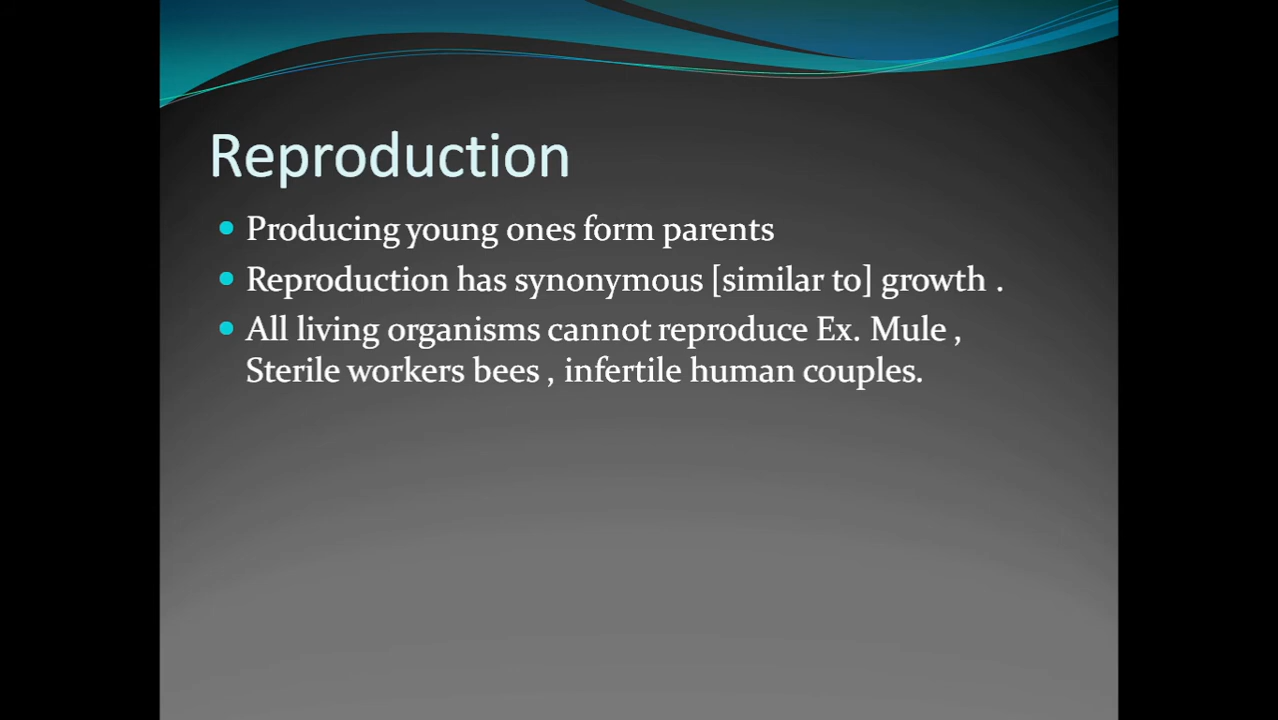 Reproduction
Producing young ones form parents
Reproduction has synonymous [similar to] growth .
All living organisms cannot reproduce Ex. Mule ,
Sterile workers bees , infertile human couples.